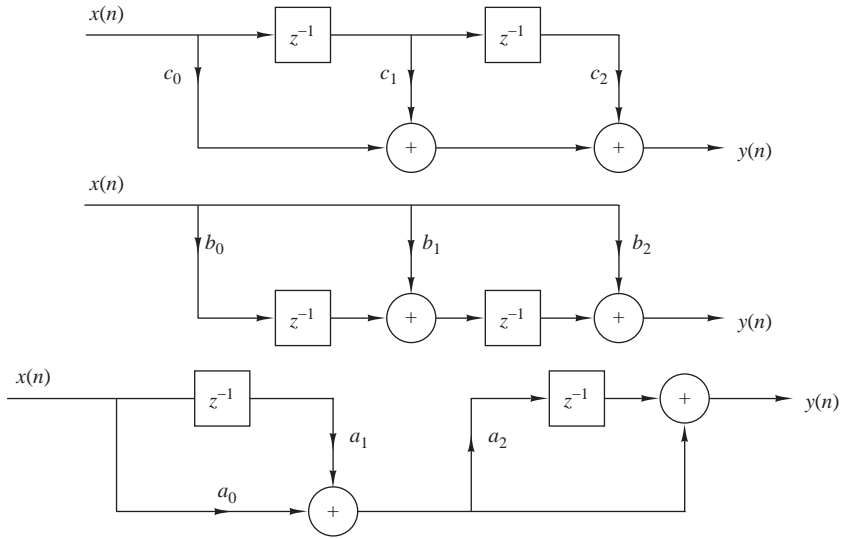 x(n)
z⁻¹
z⁻¹
c₀
c₁
c₂
+
+
y(n)
x(n)
b₀
b₁
b₂
z⁻¹
+
z⁻¹
+
y(n)
x(n)
z⁻¹
z⁻¹
+
y(n)
a₁
a₂
a₀
+